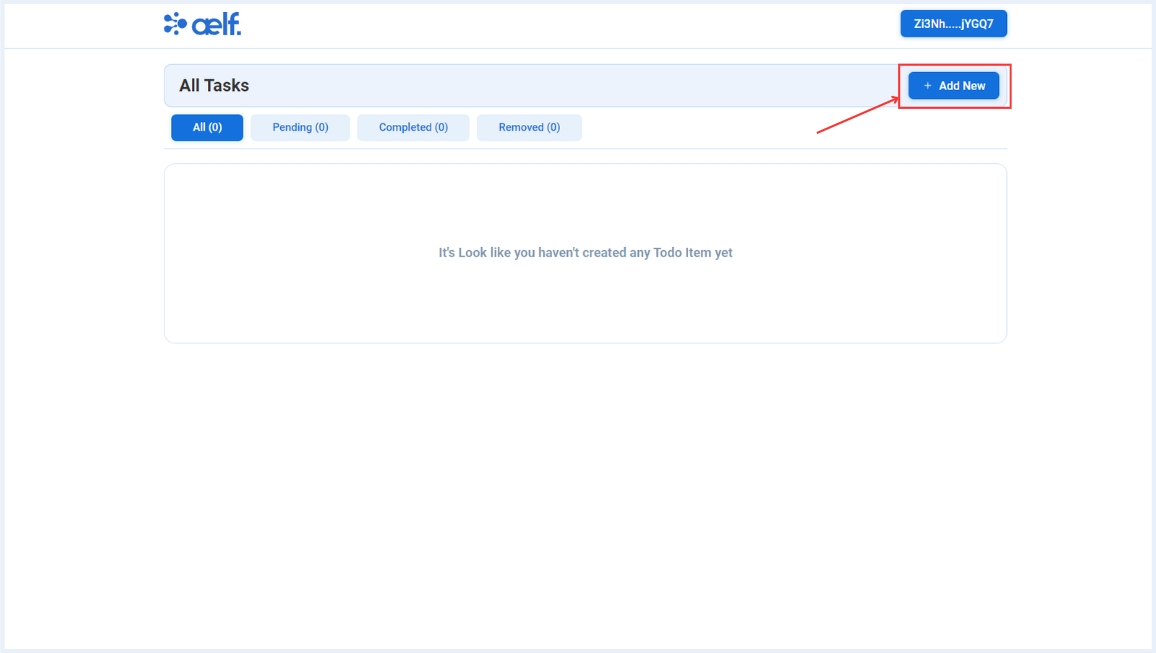 aelf.
Zi3Nh.....jYGQ7
All Tasks
+ Add New
All (0)
Pending (0)
Completed (0)
Removed (0)
It's Look like you haven't created any Todo Item yet